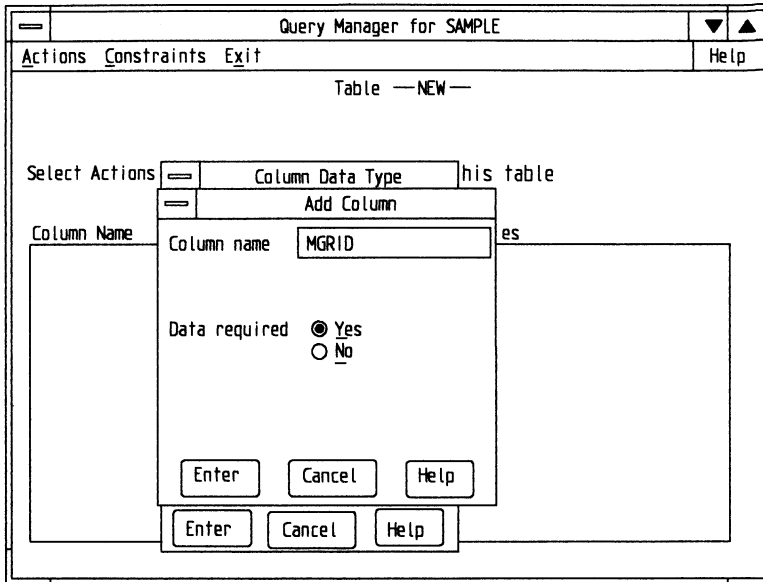 Query Manager for SAMPLE
Actions Constraints Exit Help
Table —NEW—
Select Actions Column Data Type his table
Add Column
Column Name es
Column name MGRID
Data required Yes
No
Enter Cancel Help
Enter Cancel Help